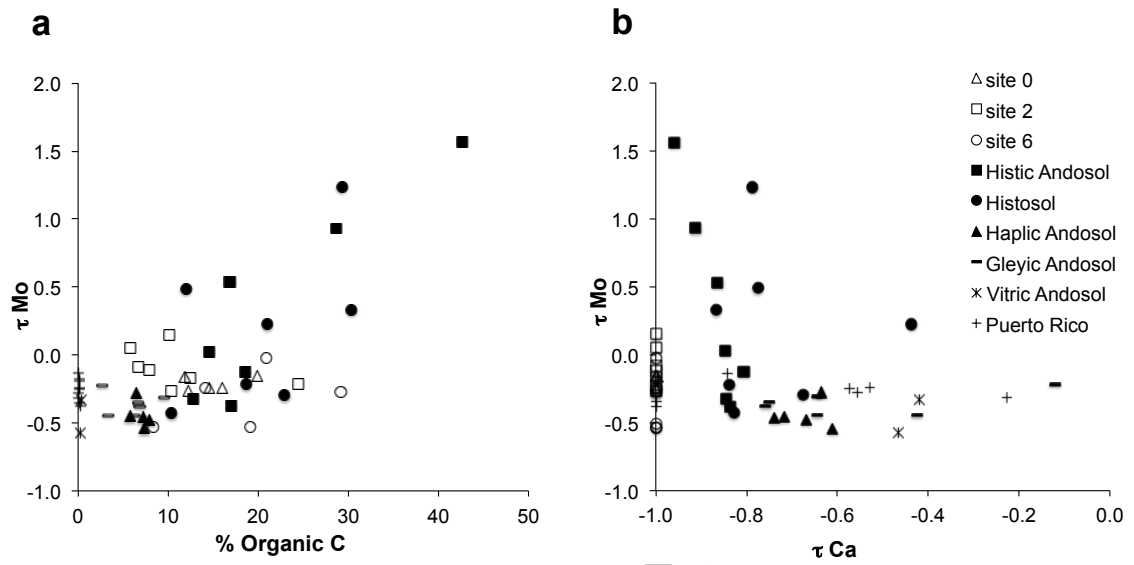 a
2.0
1.5
1.0
0.5
0.0
-0.5
-1.0
τ Mo
0 10 20 30 40 50
% Organic C
b
2.0
1.5
1.0
0.5
0.0
-0.5
-1.0
τ Mo
-1.0 -0.8 -0.6 -0.4 -0.2 0.0
τ Ca
site 0
site 2
site 6
Histic Andosol
Histosol
Haplic Andosol
Gleyic Andosol
Vitric Andosol
Puerto Rico